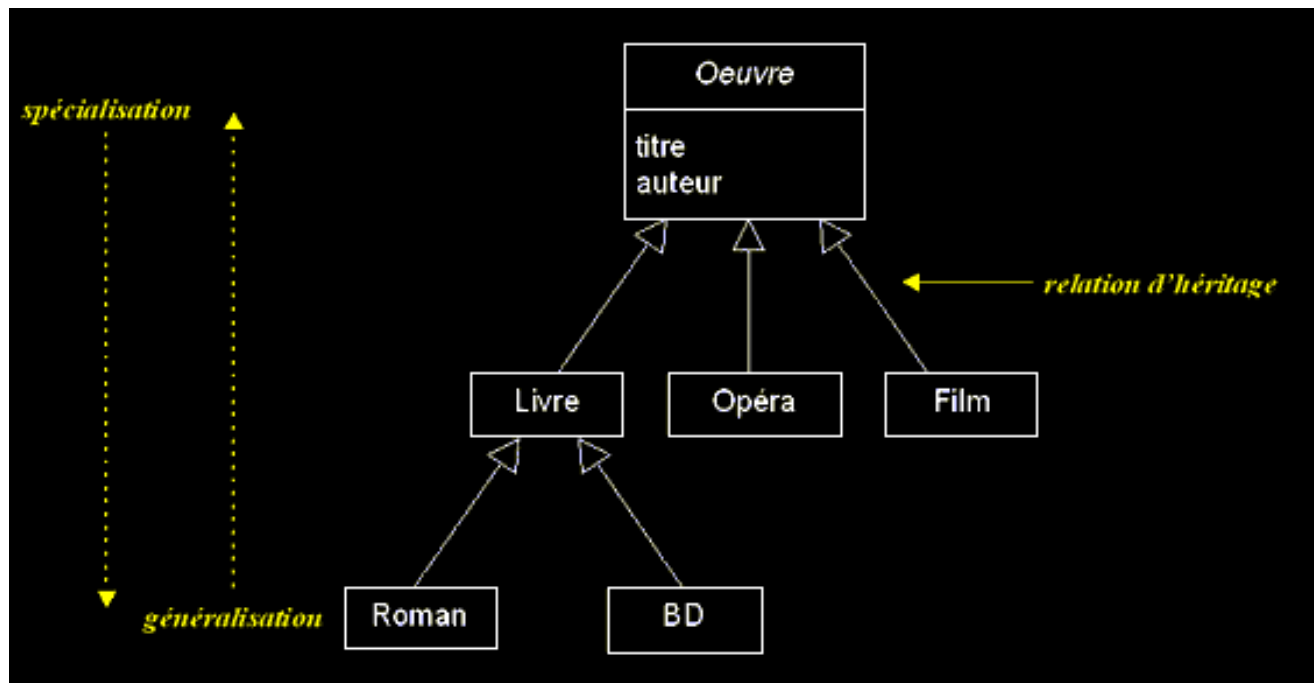 Oeuvre
spécialisation
titre
auteur
relation d'héritage
Livre
Opéra
Film
généralisation
Roman
BD